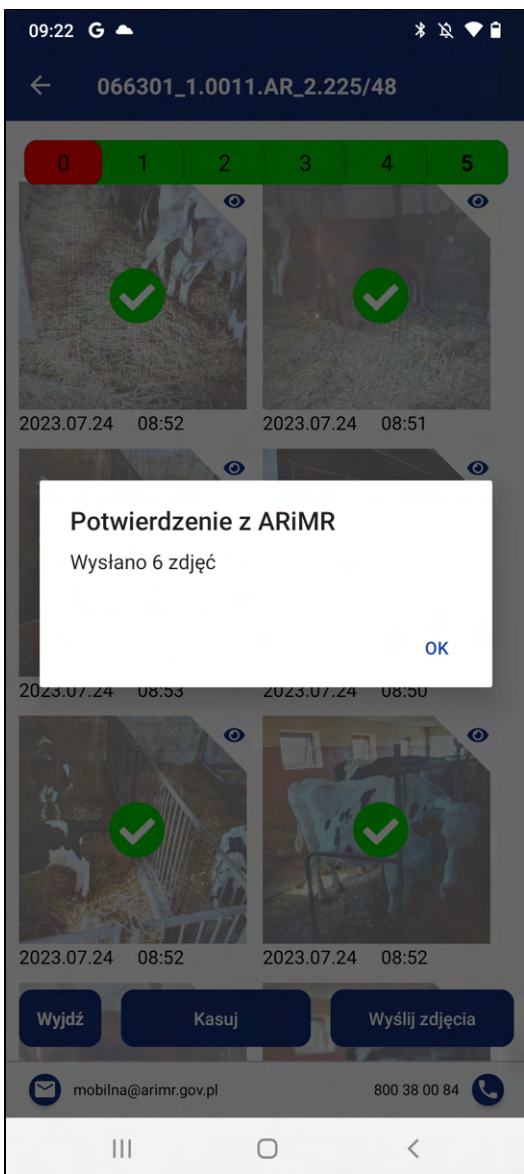 09:22 G
066301_1.0011.AR_2.225/48
0 1 2 3 4 5
2023.07.24 08:52
2023.07.24 08:51
Potwierdzenie z ARiMR
Wysłano 6 zdjęć
OK
2023.07.24 08:53
2023.07.24 08:50
2023.07.24 08:52
2023.07.24 08:52
Wyjdź
Kasuj
Wyślij zdjęcia
mobilna@arimr.gov.pl
800 38 00 84